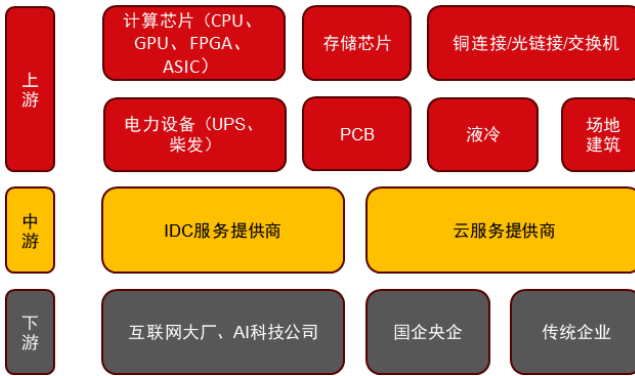 上
游
计算芯片（CPU、
GPU、FPGA、
ASIC）
存储芯片
铜连接/光链接/交换机
电力设备（UPS、
柴发）
PCB
液冷
场地
建筑
中
游
IDC服务提供商
云服务提供商
下
游
互联网大厂、AI科技公司
国企央企
传统企业